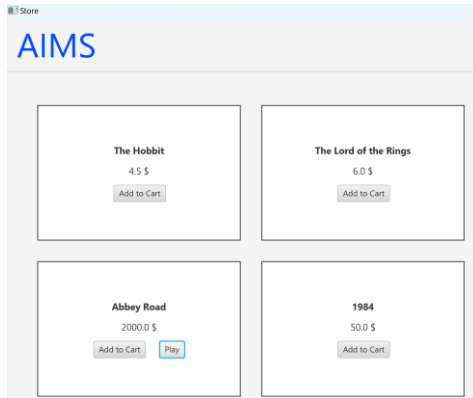 Store
AIMS
The Hobbit
4.5 $
Add to Cart
The Lord of the Rings
6.0 $
Add to Cart
Abbey Road
2000.0 $
Add to Cart Play
1984
50.0 $
Add to Cart